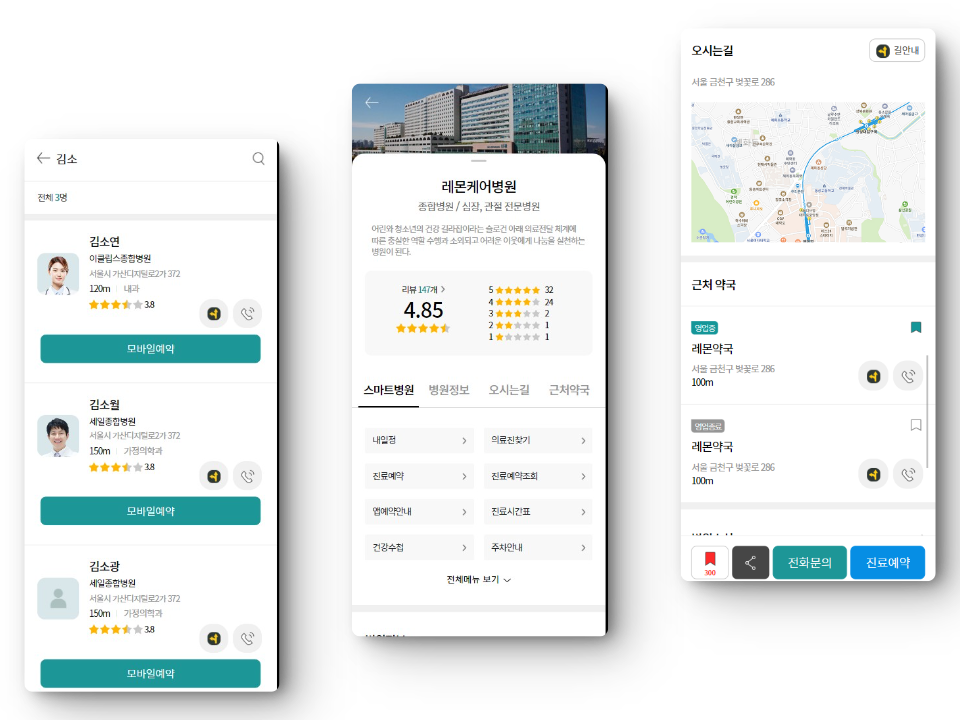 김소
전체 3명
김소연
이클립스종합병원
서울시 가산디지털로2가 372
120m 내과
3.8
모바일예약
김소월
세일종합병원
서울시 가산디지털로2가 372
150m 가정의학과
3.8
모바일예약
김소광
세일종합병원
서울시 가산디지털로2가 372
150m 가정의학과
3.8
모바일예약
레몬케어병원
종합병원 / 심장, 관절 전문병원
어린와 청소년의 건강 길라잡이라는 슬로건 아래 의료전달 체계에
따른 충실한 역할 수행과 소외되고 어려운 이웃에게 나눔을 실천하는
병원이 된다.
리뷰 147개
4.85
5 32
4 24
3 2
2 1
1 1
스마트병원 병원정보 오시는길 근처약국
내일정 의료진찾기
진료예약 진료예약조회
앱예약안내 진료시간표
건강수첩 주차안내
전체메뉴 보기
오시는길
길안내
서울 금천구 벚꽃로 286
근처 약국
영업중
레몬약국
서울 금천구 벚꽃로 286
100m
영업종료
레몬약국
서울 금천구 벚꽃로 286
100m
300
전화문의
진료예약